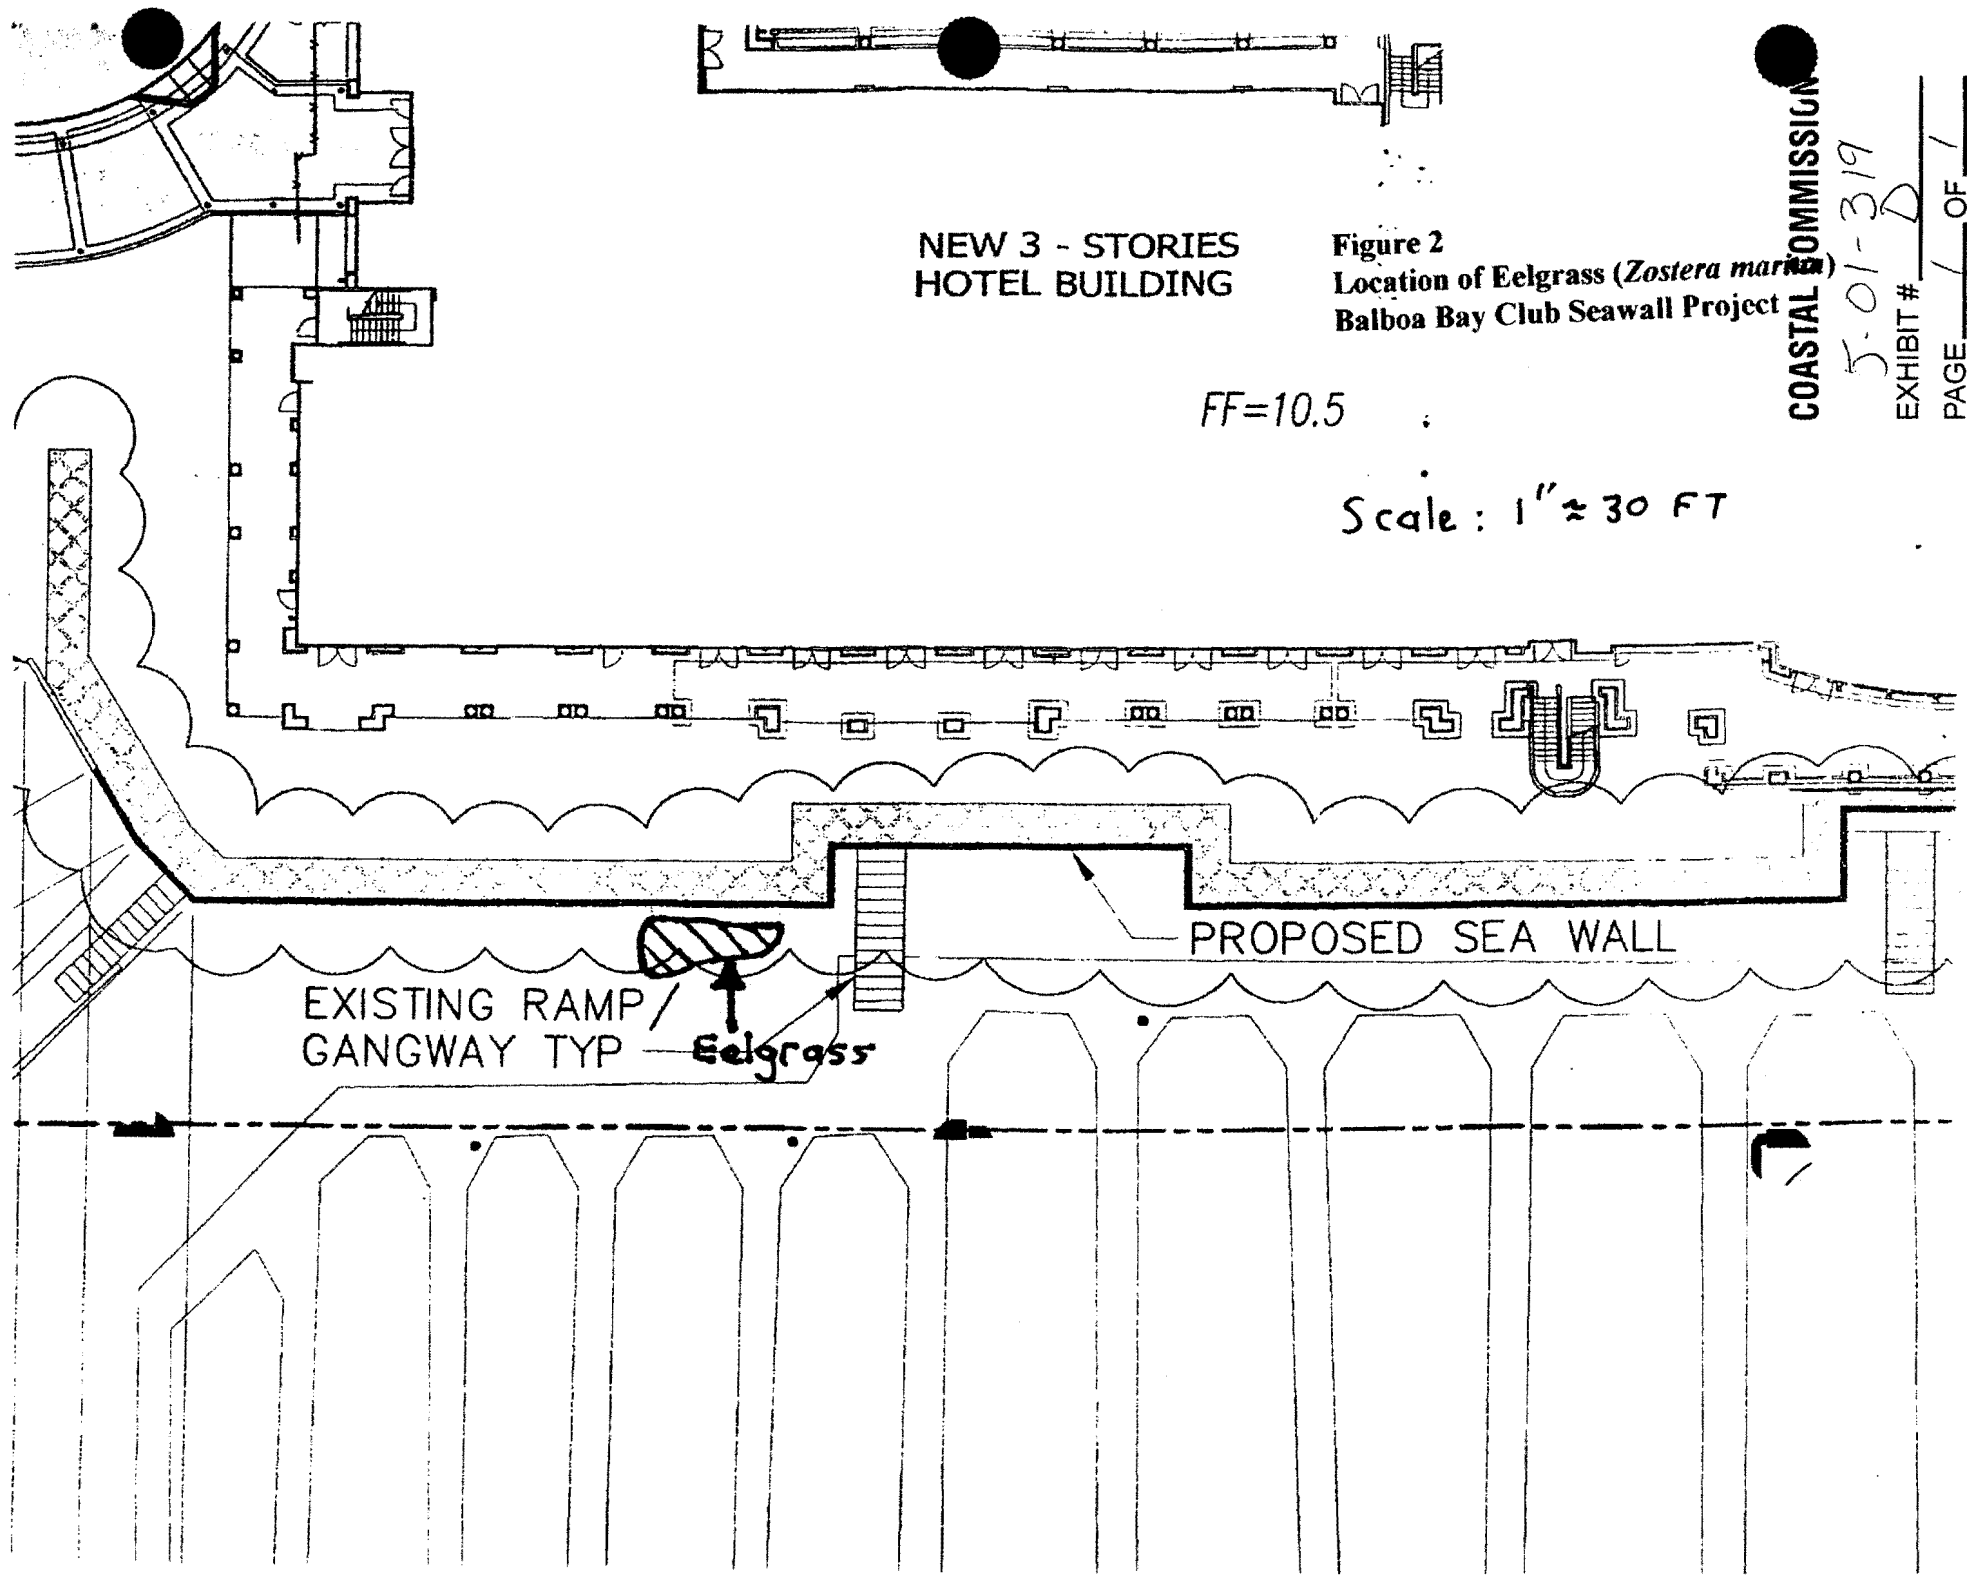 NEW 3 - STORIES
HOTEL BUILDING
Figure 2
Location of Eelgrass (Zostera marina)
Balboa Bay Club Seawall Project
COASTAL COMMISSION
5-01-319
EXHIBIT # D
PAGE 1 OF 1
FF=10.5
Scale: 1" ≈ 30 FT
PROPOSED SEA WALL
EXISTING RAMP/
GANGWAY TYP
Eelgrass